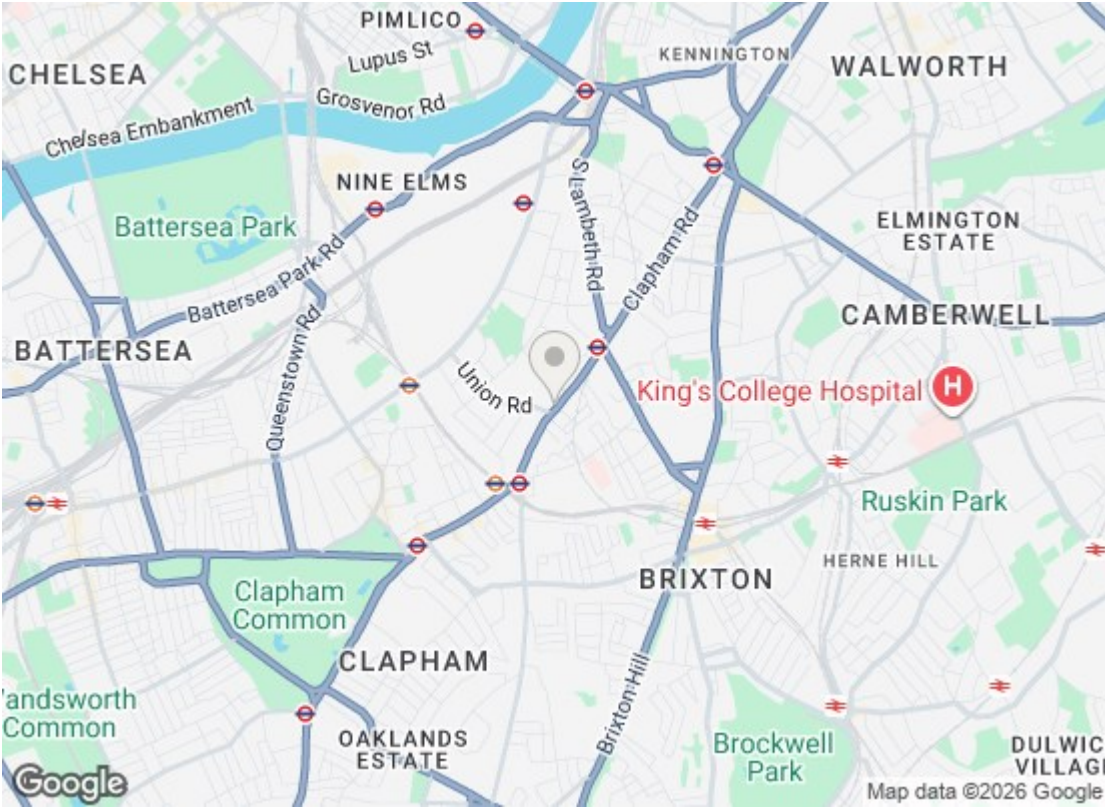 PIMLICO
Lupus St
KENNINGTON
WALWORTH
CHELSEA
Grosvenor Rd
Chelsea Embankment
NINE ELMS
S Lambeth Rd
Clapham Rd
Battersea Park
ELMINGTON
ESTATE
Battersea Park Rd
CAMBERWELL
BATTERSEA
Queenstown Rd
Union Rd
King's College Hospital
H
Ruskin Park
HERNE HILL
BRIXTON
Clapham
Common
CLAPHAM
Brixton Hill
andsworth
Common
OAKLANDS
ESTATE
Brockwell
Park
DULWIC
VILLAGE
Google
Map data ©2026 Google